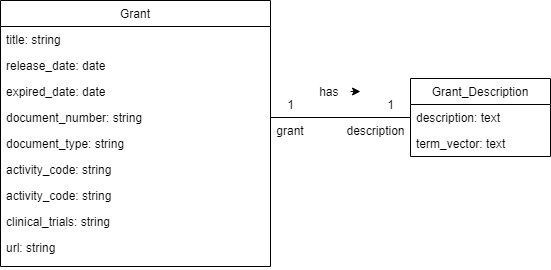 Grant
title: string
release_date: date
expired_date: date
document_number: string
document_type: string
activity_code: string
activity_code: string
clinical_trials: string
url: string
has
1
1
grant
description
Grant_Description
description: text
term_vector: text